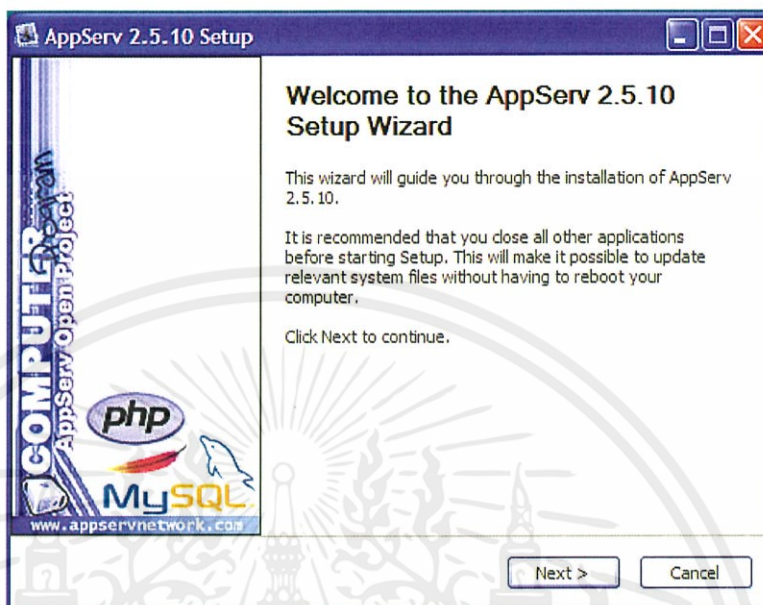 AppServ 2.5.10 Setup
Welcome to the AppServ 2.5.10
Setup Wizard
This wizard will guide you through the installation of AppServ
2.5.10.
It is recommended that you close all other applications
before starting Setup. This will make it possible to update
relevant system files without having to reboot your
computer.
Click Next to continue.
COMPUTER
Program
AppServ Open Project
php
MySQL
www.appservnetwork.com
Next >
Cancel